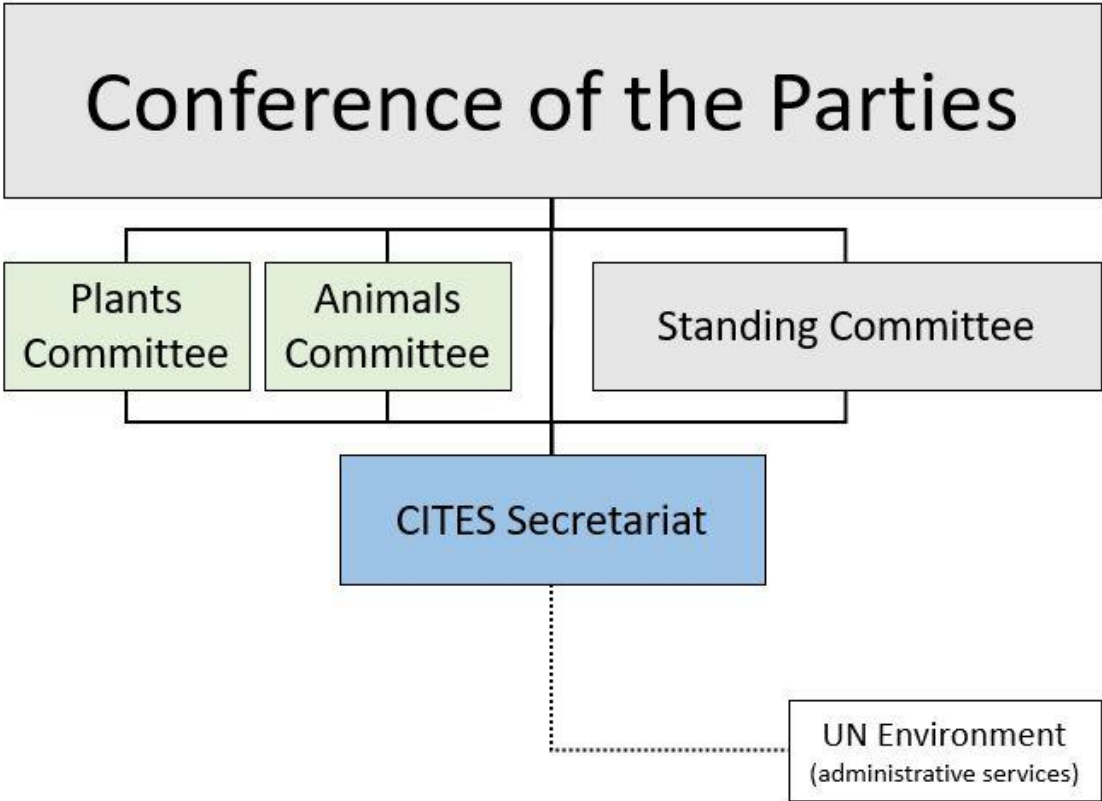 Conference of the Parties
Plants
Committee
Animals
Committee
Standing Committee
CITES Secretariat
UN Environment
(administrative services)